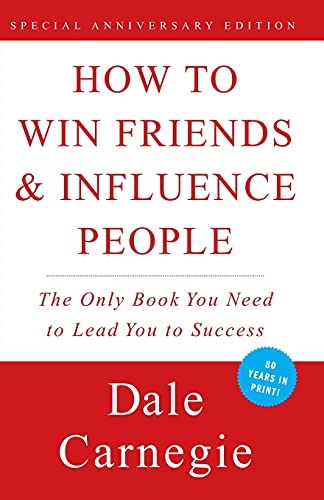 SPECIAL ANNIVERSARY EDITION
HOW TO
WIN FRIENDS
& INFLUENCE
PEOPLE
The Only Book You Need
to Lead You to Success
80
YEARS IN
PRINT!
Dale
Carnegie